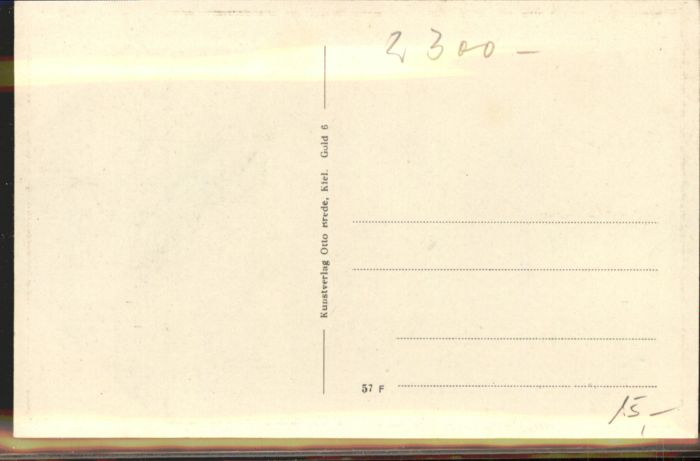 2300-
Kunstverlag Otto Brede, Kiel. Gold 6
57 F
15,-